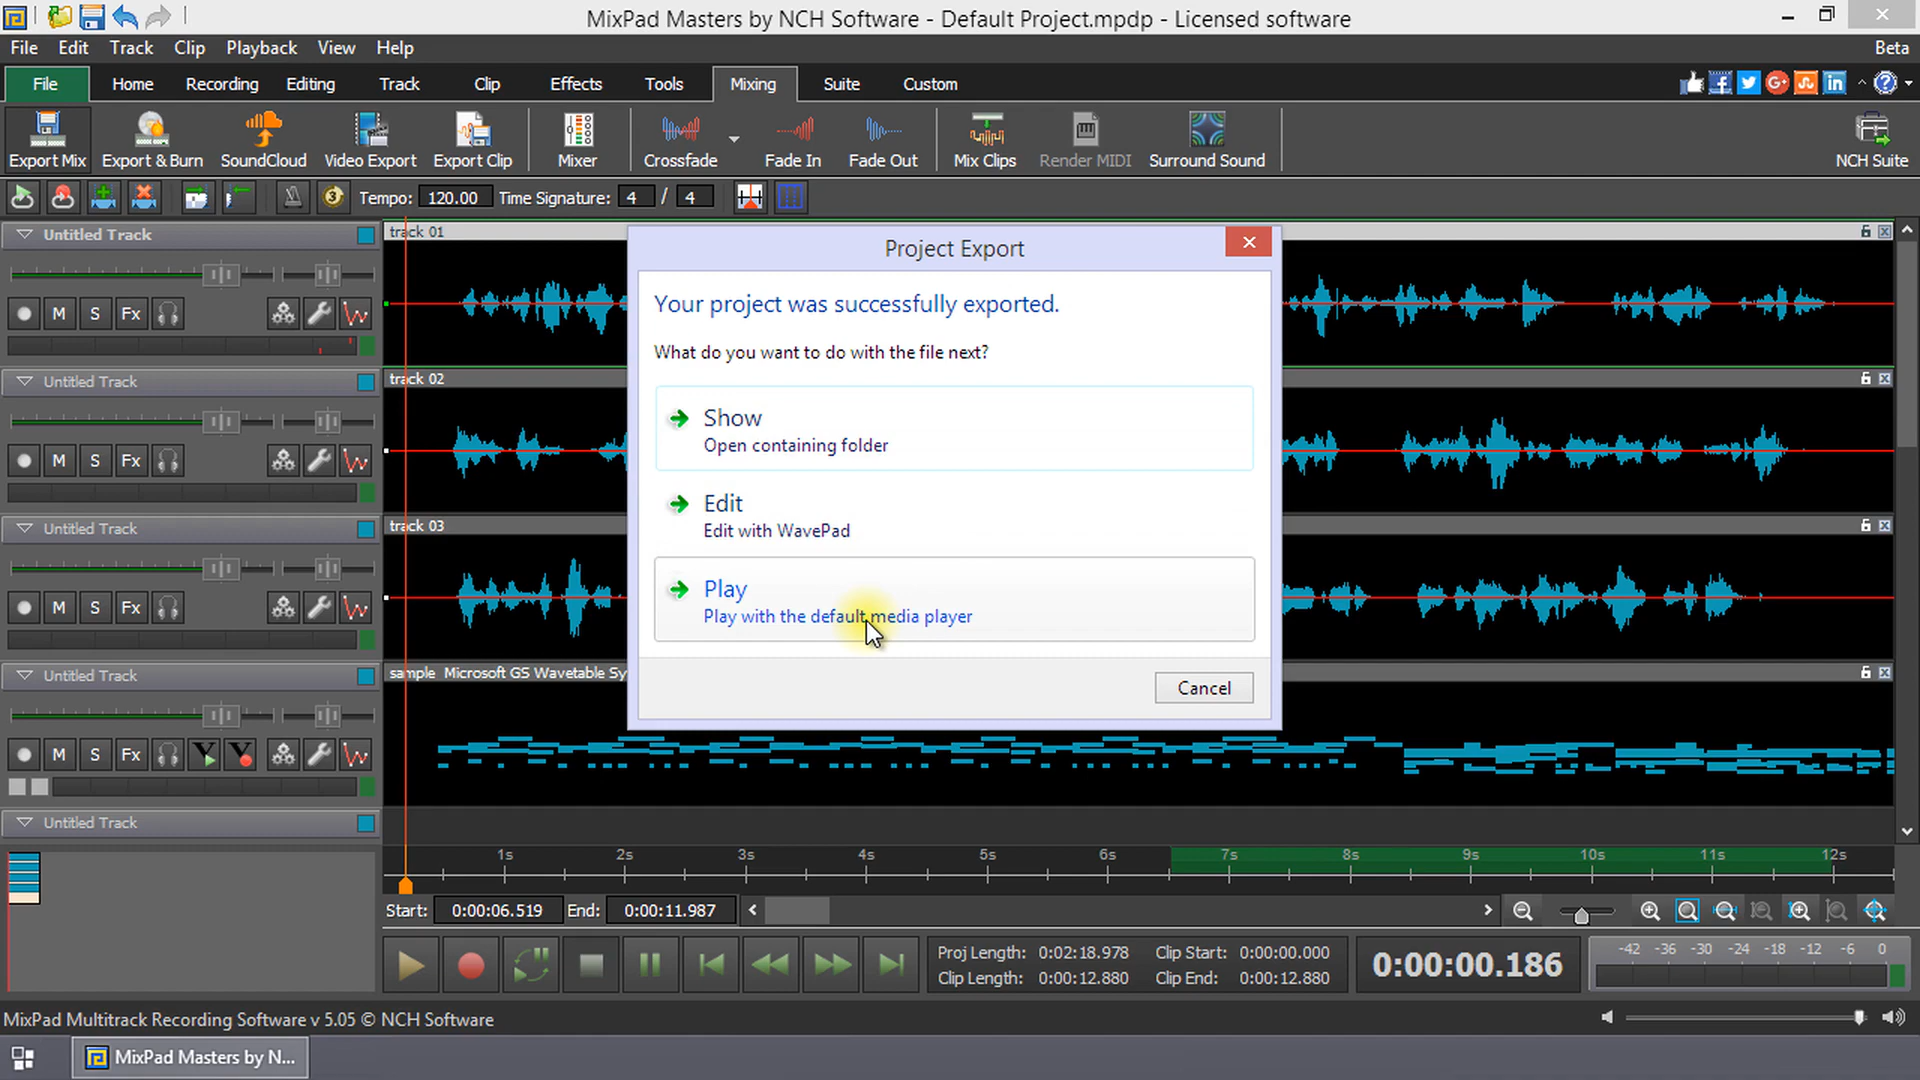 MixPad Masters by NCH Software - Default Project.mpdp - Licensed software
File Edit Track Clip Playback View Help Beta
File Home Recording Editing Track Clip Effects Tools Mixing Suite Custom
Export Mix Export & Burn SoundCloud Video Export Export Clip Mixer Crossfade Fade In Fade Out Mix Clips Render MIDI Surround Sound NCH Suite
Tempo: 120.00 Time Signature: 4 / 4
Untitled Track
track 01
M S Fx
Untitled Track
track 02
M S Fx
Untitled Track
track 03
M S Fx
Untitled Track
sample Microsoft GS Wavetable Sy
M S Fx
Untitled Track
Project Export
Your project was successfully exported.
What do you want to do with the file next?
Show
Open containing folder
Edit
Edit with WavePad
Play
Play with the default media player
Cancel
1s 2s 3s 4s 5s 6s 7s 8s 9s 10s 11s 12s
Start: 0:00:06.519 End: 0:00:11.987
Proj Length: 0:02:18.978 Clip Start: 0:00:00.000
Clip Length: 0:00:12.880 Clip End: 0:00:12.880
0:00:00.186
-42 -36 -30 -24 -18 -12 -6 0
MixPad Multitrack Recording Software v 5.05 © NCH Software
MixPad Masters by N...